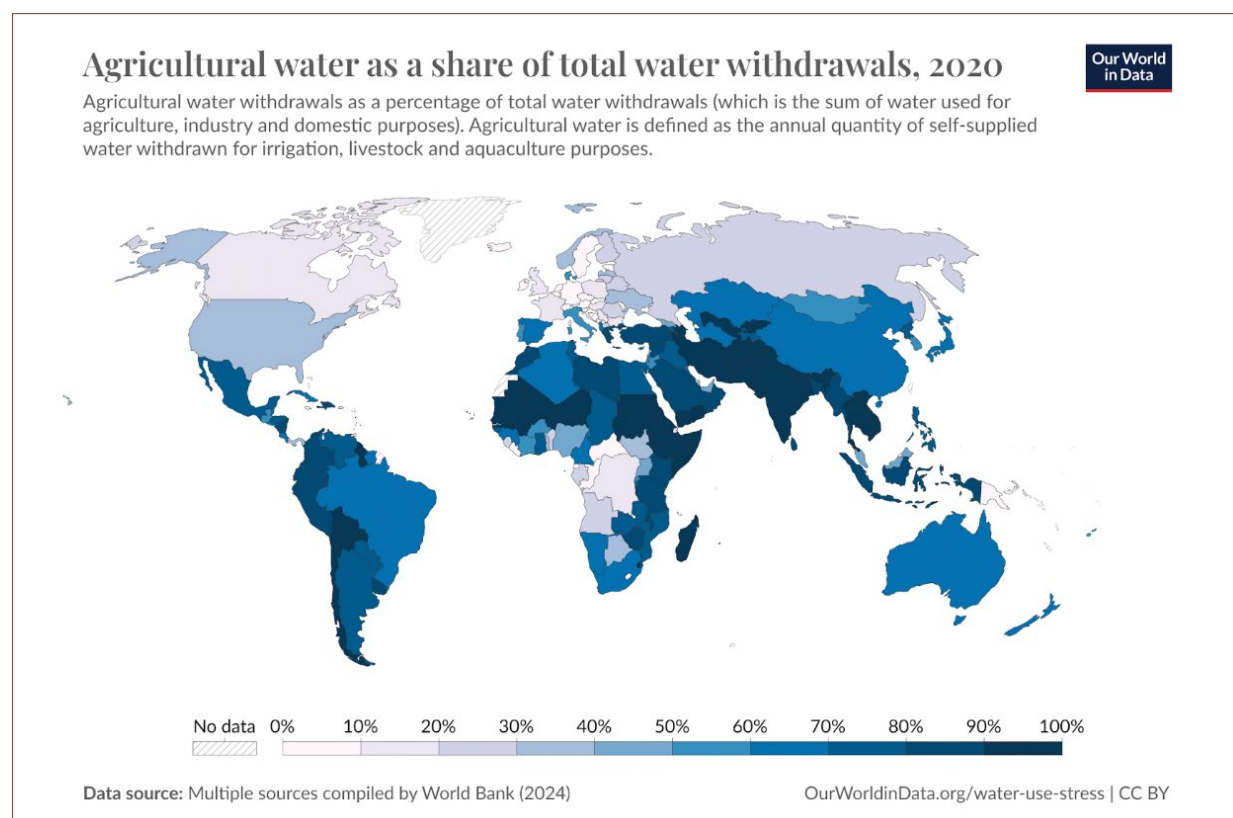 Agricultural water as a share of total water withdrawals, 2020
Our World
in Data
Agricultural water withdrawals as a percentage of total water withdrawals (which is the sum of water used for
agriculture, industry and domestic purposes). Agricultural water is defined as the annual quantity of self-supplied
water withdrawn for irrigation, livestock and aquaculture purposes.
No data 0% 10% 20% 30% 40% 50% 60% 70% 80% 90% 100%
Data source: Multiple sources compiled by World Bank (2024)
OurWorldinData.org/water-use-stress | CC BY